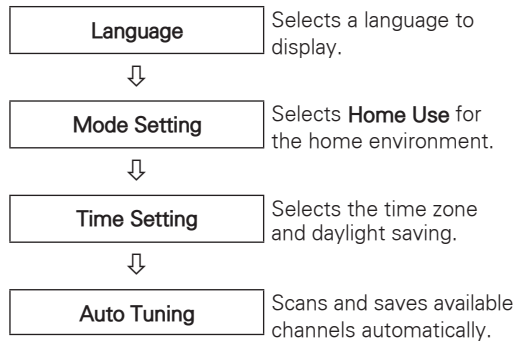 Language
Selects a language to
display.
Mode Setting
Selects Home Use for
the home environment.
Time Setting
Selects the time zone
and daylight saving.
Auto Tuning
Scans and saves available
channels automatically.